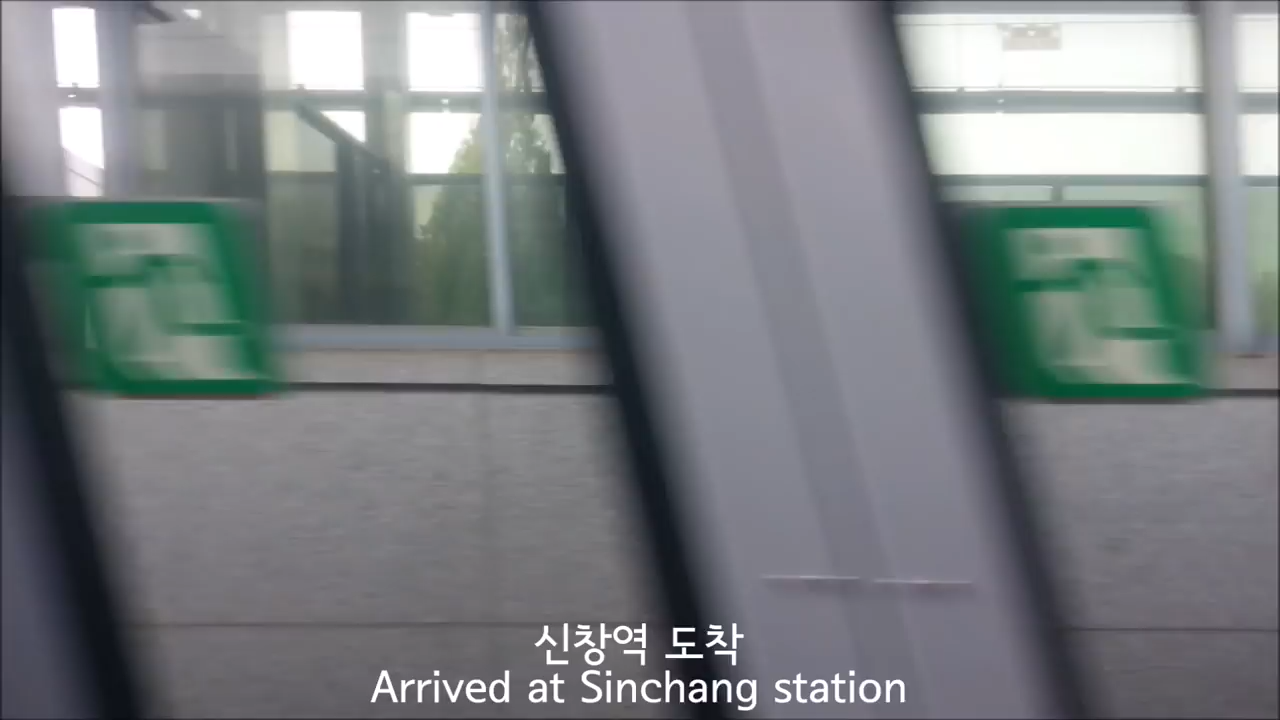 신창역 도착
Arrived at Sinchang station